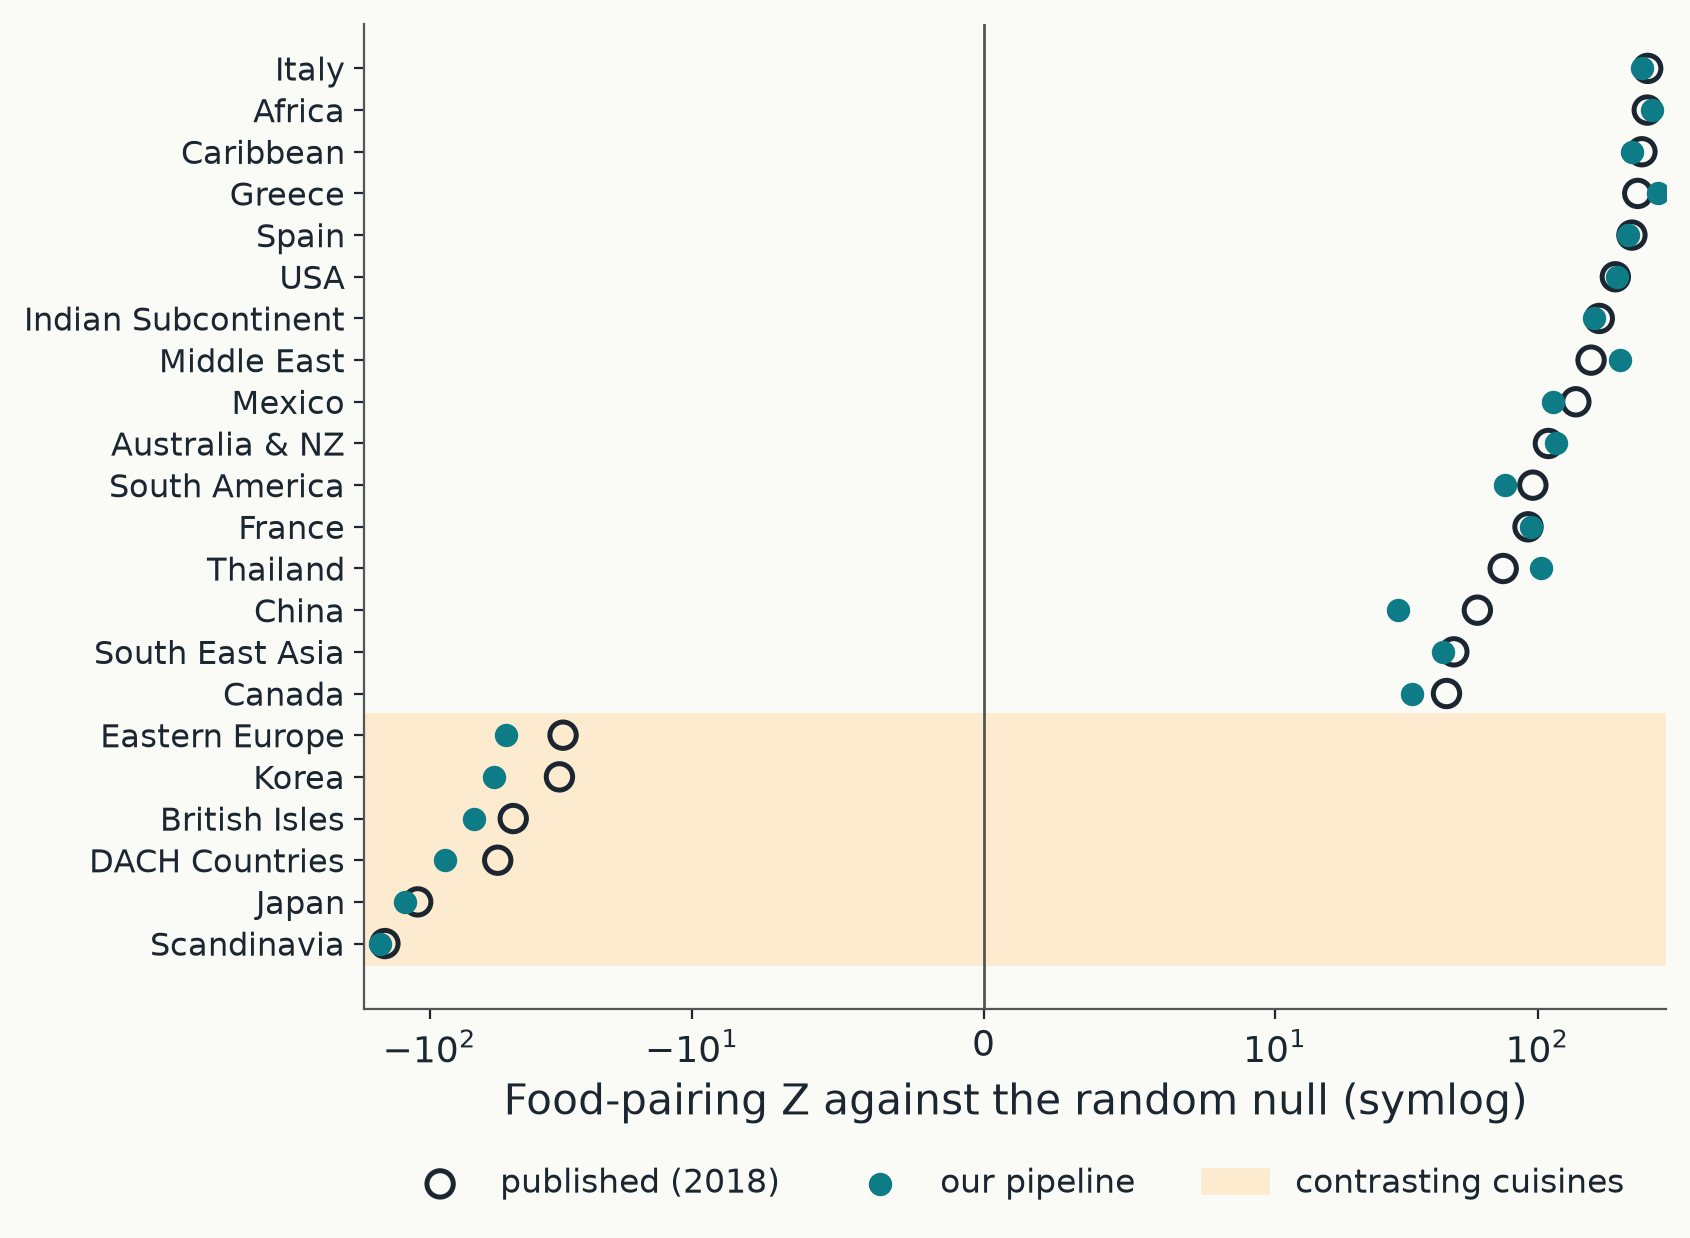 Italy
Africa
Caribbean
Greece
Spain
USA
Indian Subcontinent
Middle East
Mexico
Australia & NZ
South America
France
Thailand
China
South East Asia
Canada
Eastern Europe
Korea
British Isles
DACH Countries
Japan
Scandinavia
−10² −10¹ 0 10¹ 10²
Food-pairing Z against the random null (symlog)
published (2018) our pipeline contrasting cuisines